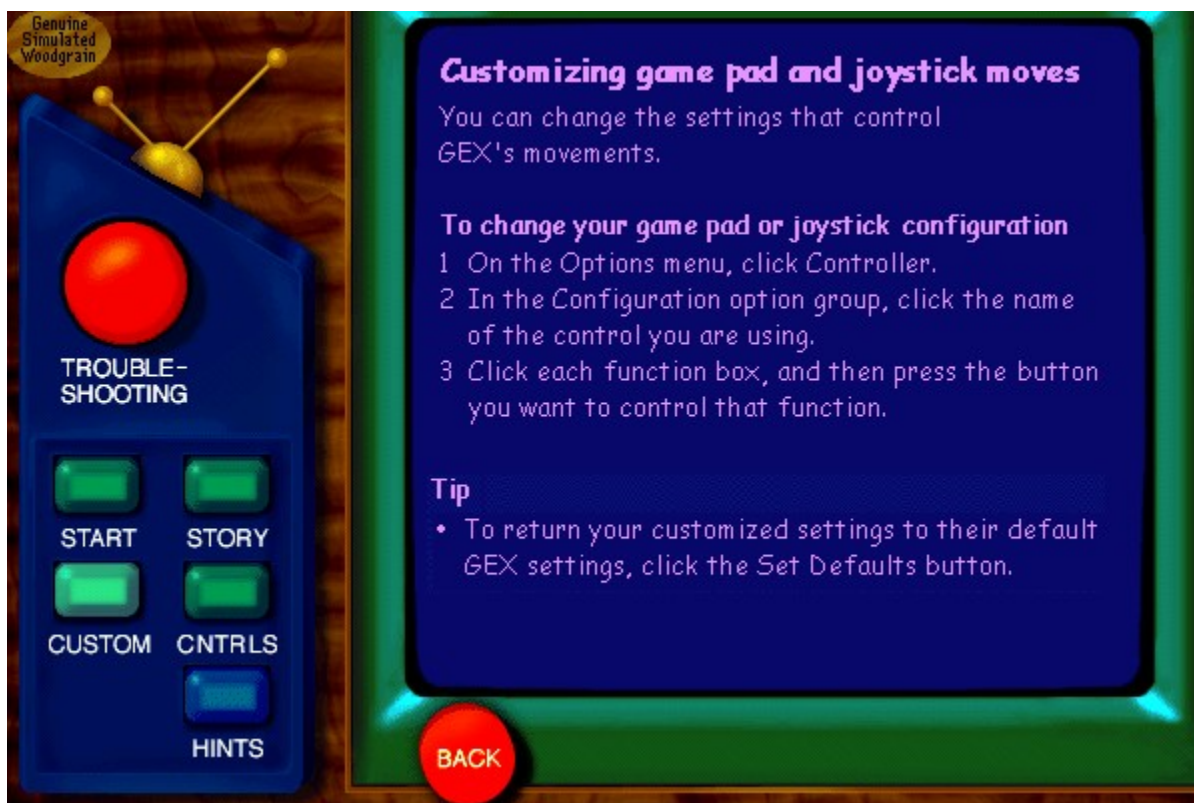 Genuine
Simulated
Woodgrain
TROUBLE-
SHOOTING
START
STORY
CUSTOM
CNTRLS
HINTS
Customizing game pad and joystick moves
You can change the settings that control
GEX's movements.
To change your game pad or joystick configuration
1 On the Options menu, click Controller.
2 In the Configuration option group, click the name
of the control you are using.
3 Click each function box, and then press the button
you want to control that function.
Tip
• To return your customized settings to their default
GEX settings, click the Set Defaults button.
BACK